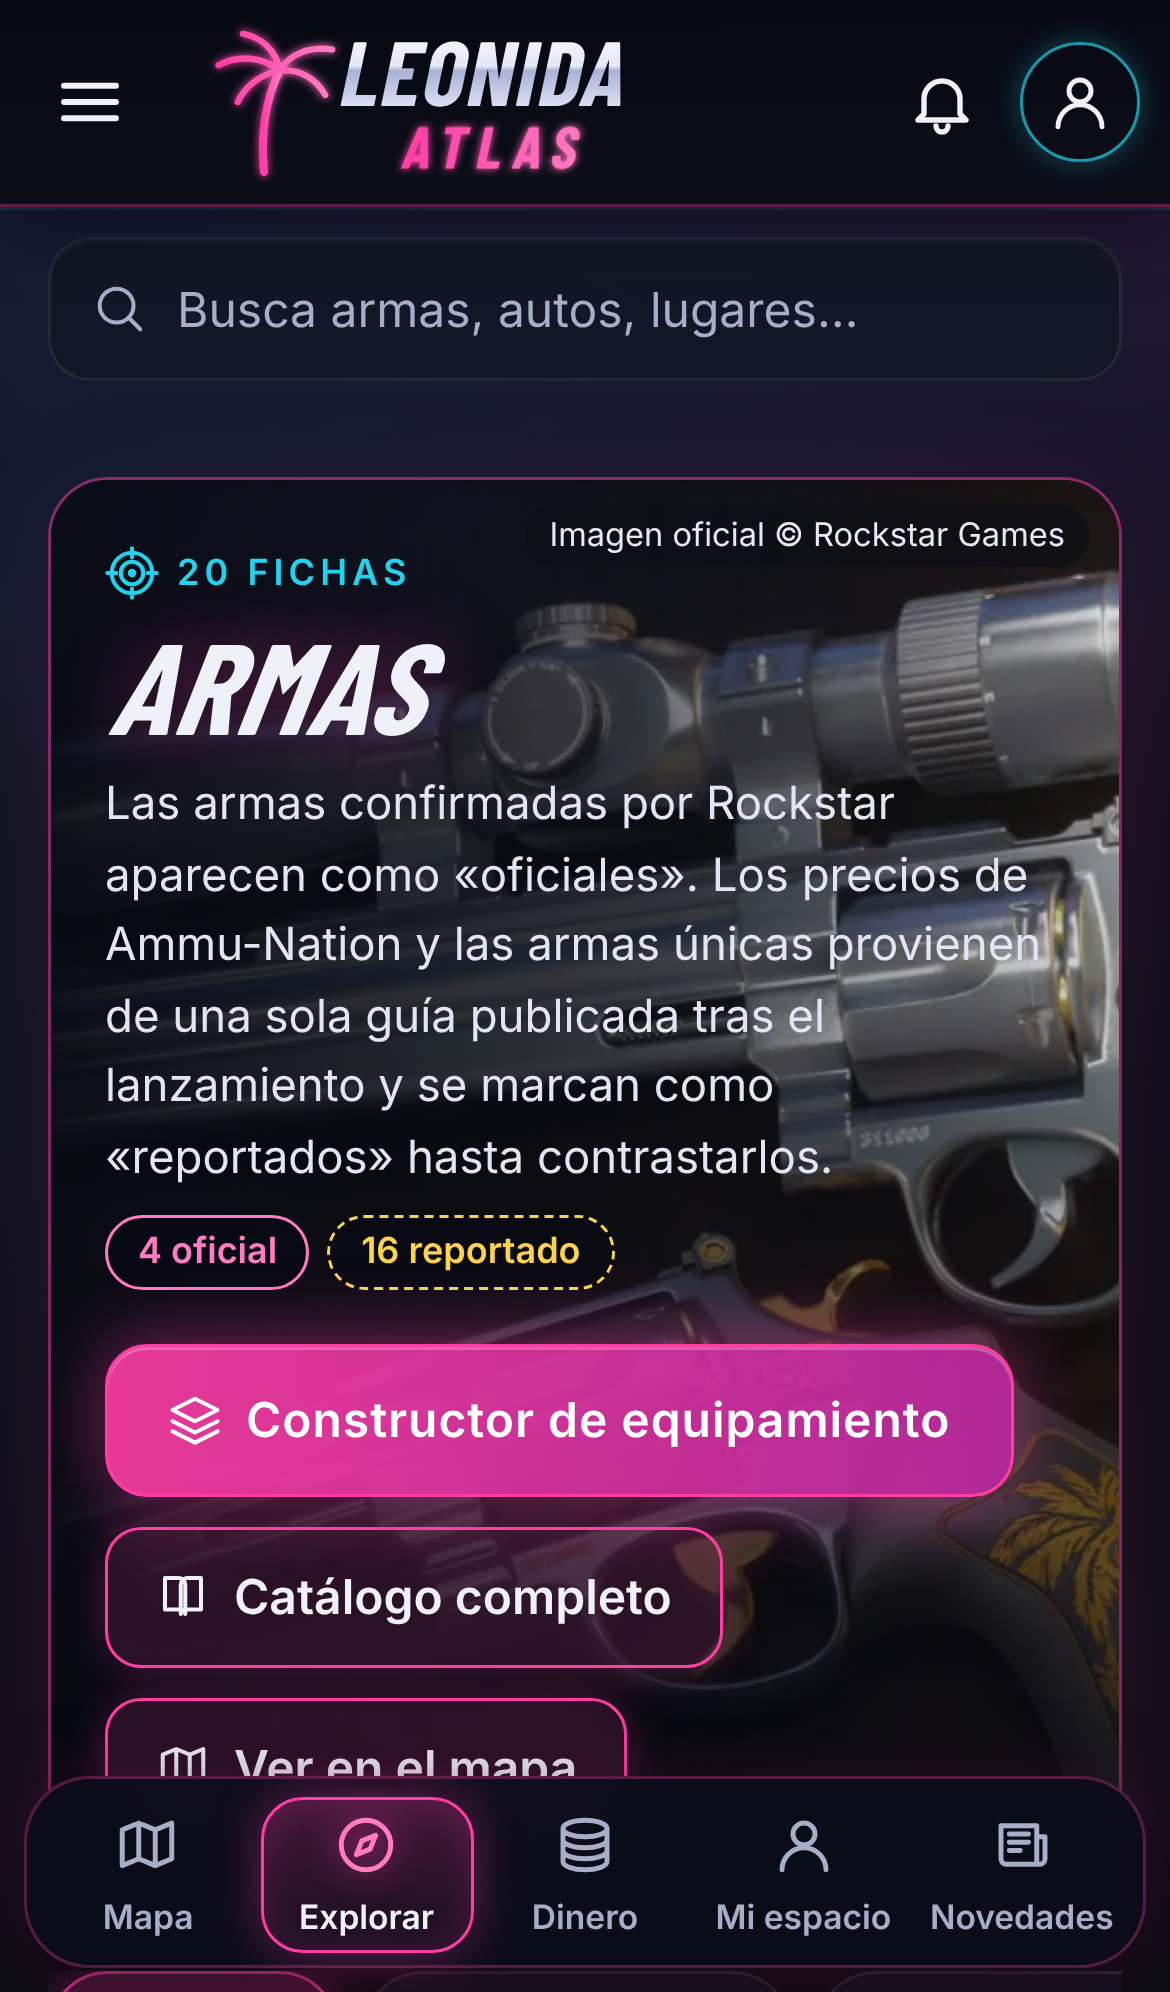 LEONIDA
ATLAS
Busca armas, autos, lugares...
Imagen oficial © Rockstar Games
20 FICHAS
ARMAS
Las armas confirmadas por Rockstar
aparecen como «oficiales». Los precios de
Ammu-Nation y las armas únicas provienen
de una sola guía publicada tras el
lanzamiento y se marcan como
«reportados» hasta contrastarlos.
4 oficial
16 reportado
Constructor de equipamiento
Catálogo completo
Ver en el mapa
Mapa
Explorar
Dinero
Mi espacio
Novedades